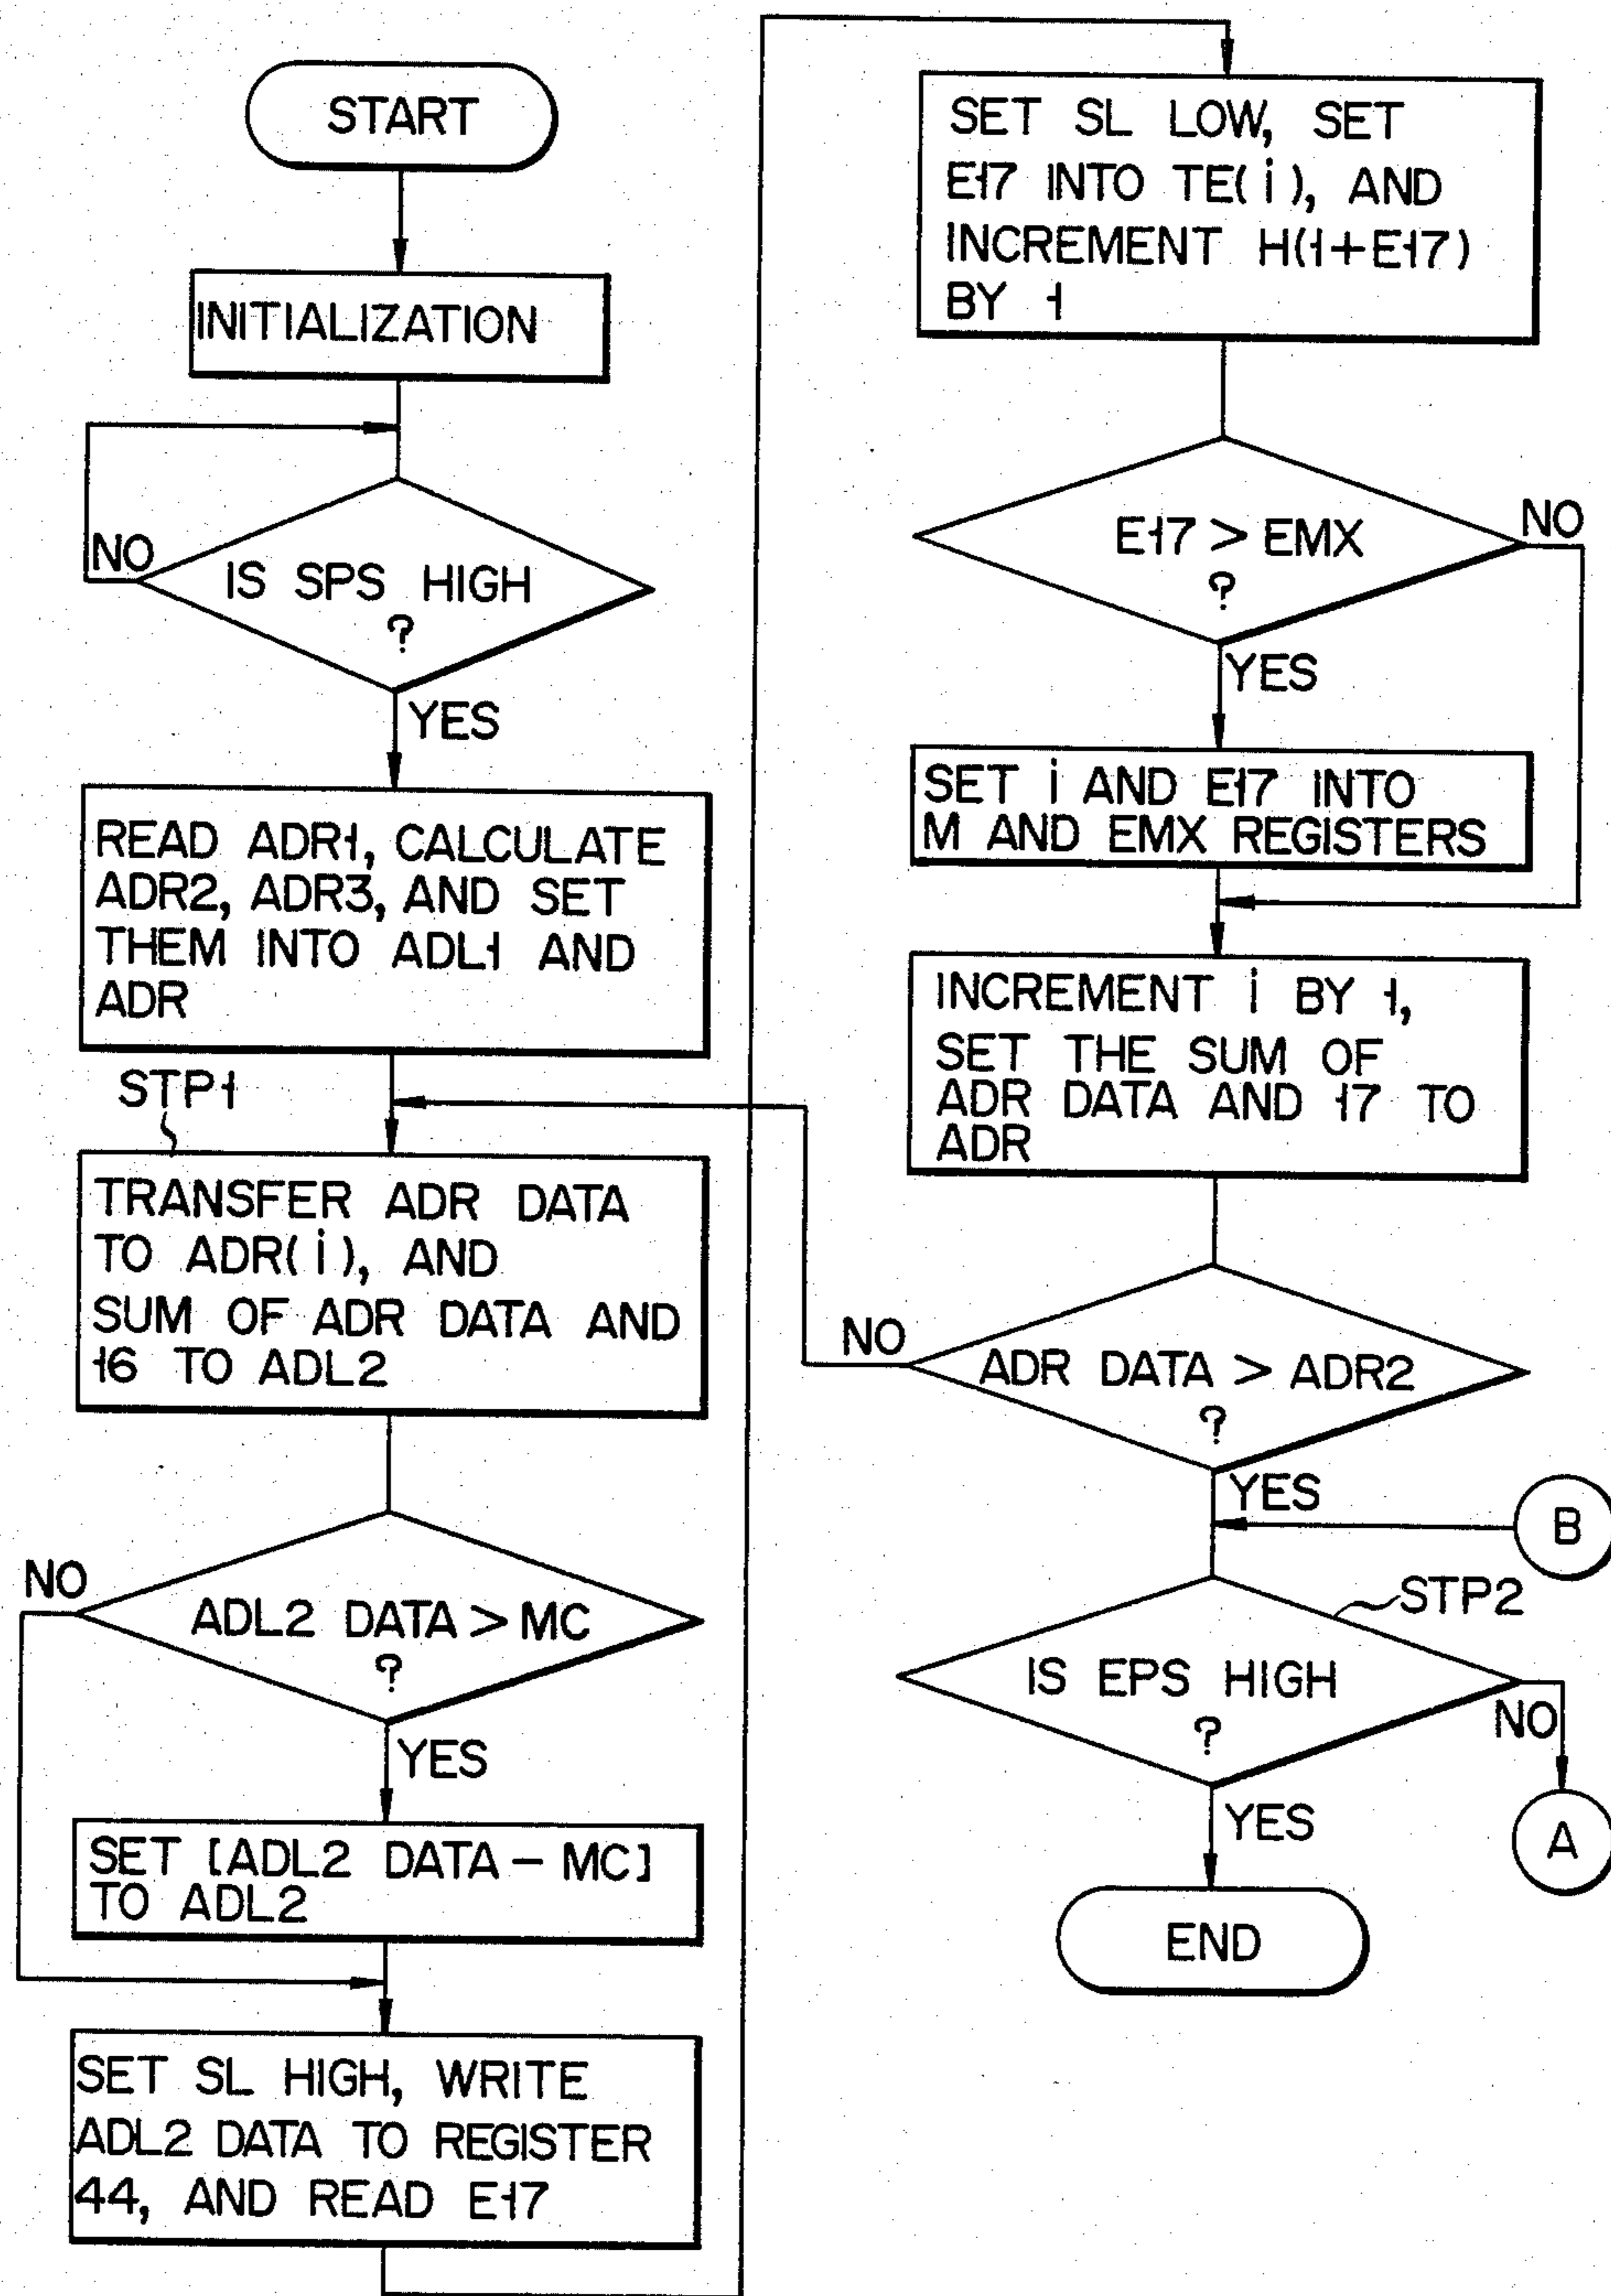 START
INITIALIZATION
NO
IS SPS HIGH
?
YES
READ ADR1, CALCULATE
ADR2, ADR3, AND SET
THEM INTO ADL1 AND
ADR
STP1
TRANSFER ADR DATA
TO ADR(i), AND
SUM OF ADR DATA AND
16 TO ADL2
NO
ADL2 DATA > MC
?
YES
SET [ADL2 DATA - MC]
TO ADL2
SET SL HIGH, WRITE
ADL2 DATA TO REGISTER
44, AND READ E17
SET SL LOW, SET
E17 INTO TE(i), AND
INCREMENT H(1+E17)
BY 1
E17 > EMX
?
NO
YES
SET i AND E17 INTO
M AND EMX REGISTERS
INCREMENT i BY 1,
SET THE SUM OF
ADR DATA AND 17 TO
ADR
NO
ADR DATA > ADR2
?
YES
B
STP2
IS EPS HIGH
?
NO
YES
A
END